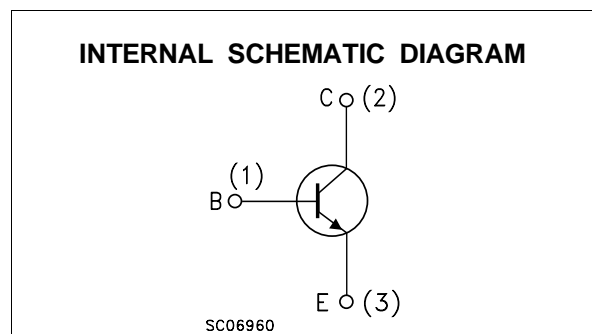 INTERNAL SCHEMATIC DIAGRAM
C (2)
(1)
B
E (3)
SC06960